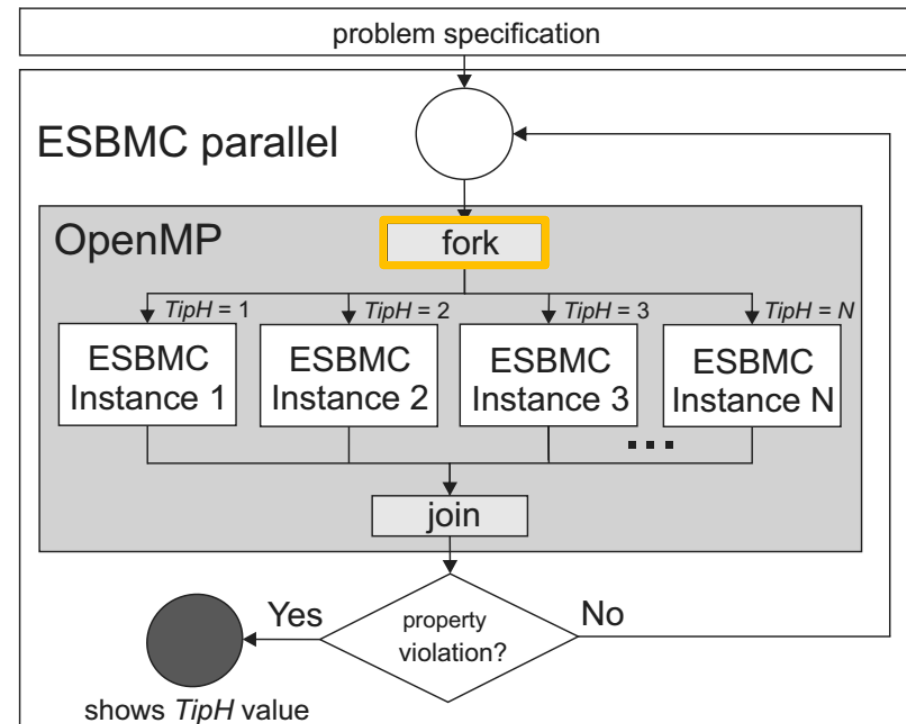 problem specification
ESBMC parallel
OpenMP
fork
TipH = 1
TipH = 2
TipH = 3
TipH = N
ESBMC
Instance 1
ESBMC
Instance 2
ESBMC
Instance 3
ESBMC
Instance N
...
join
Yes
property
violation?
No
shows TipH value